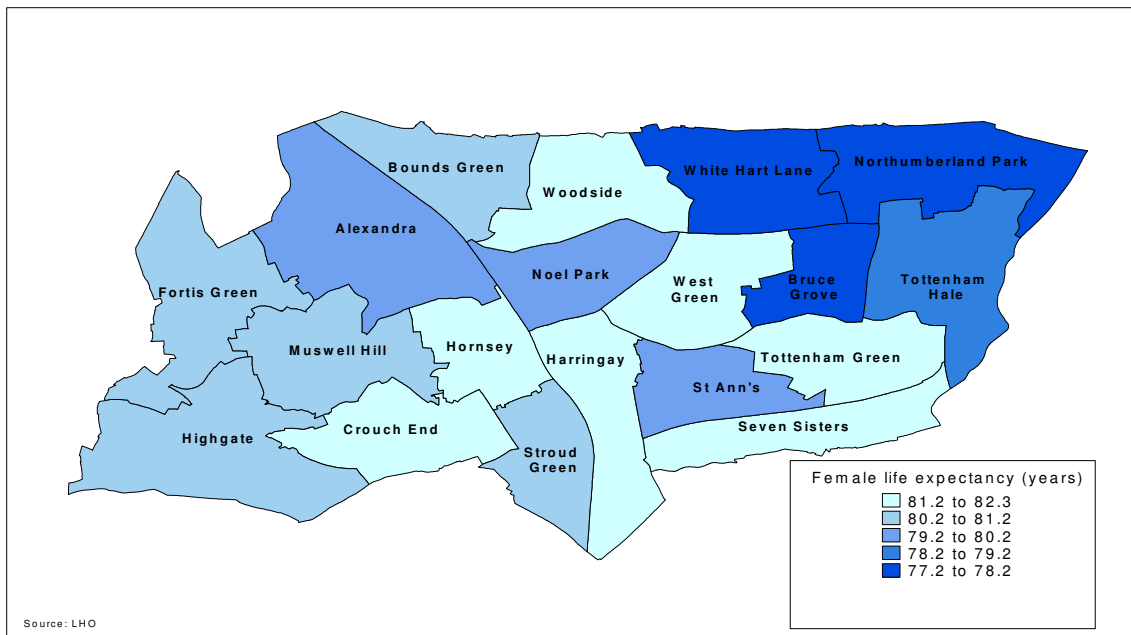 Bounds Green
Woodside
White Hart Lane
Northumberland Park
Alexandra
Noel Park
West
Green
Bruce
Grove
Tottenham
Hale
Fortis Green
Muswell Hill
Hornsey
Harringay
Tottenham Green
St Ann's
Highgate
Crouch End
Stroud
Green
Seven Sisters
Female life expectancy (years)
81.2 to 82.3
80.2 to 81.2
79.2 to 80.2
78.2 to 79.2
77.2 to 78.2
Source: LHO